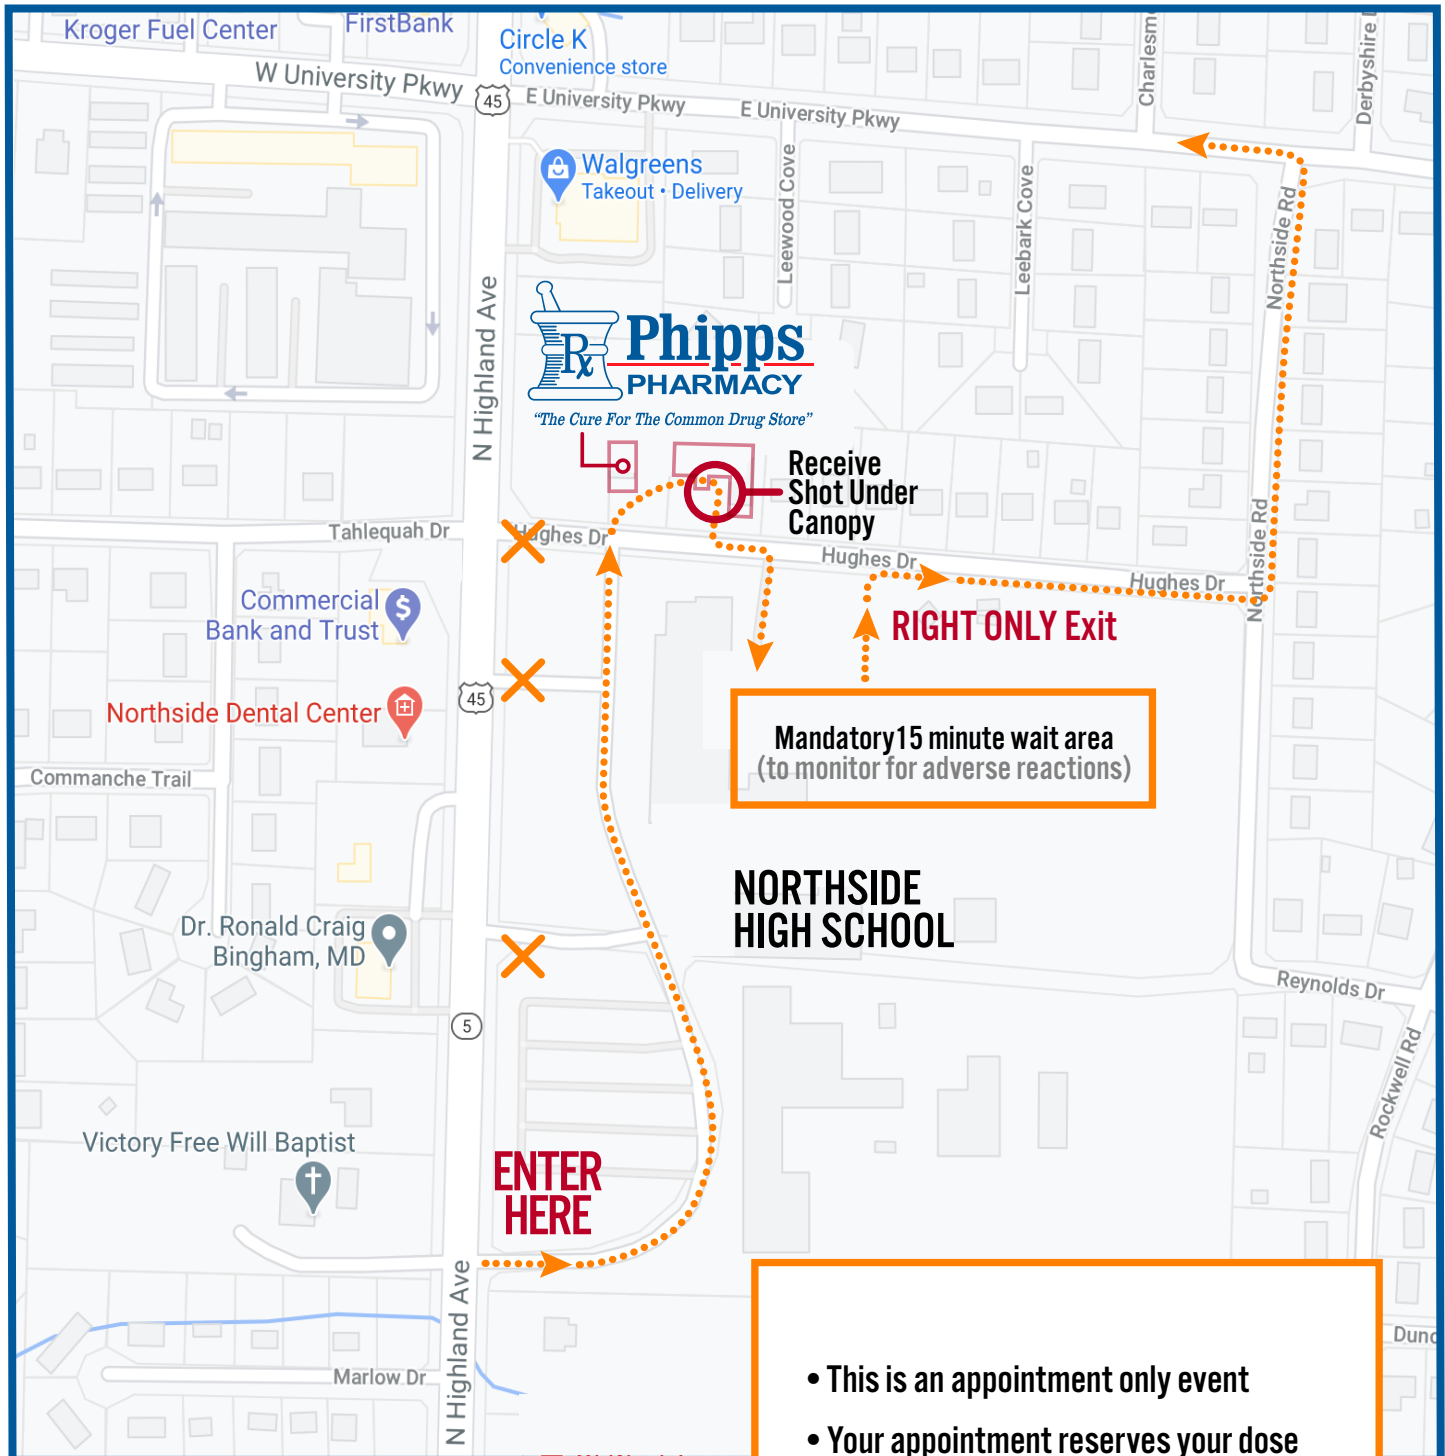 Kroger Fuel Center
FirstBank
Circle K
Convenience store
W University Pkwy
45
E University Pkwy
E University Pkwy
Derbyshire
Walgreens
Takeout • Delivery
Leewood Cove
Leebark Cove
Northside Rd
N Highland Ave
Rx
Phipps
PHARMACY
“The Cure For The Common Drug Store”
Receive
Shot Under
Canopy
Tahlequah Dr
Hughes Dr
Hughes Dr
Hughes Dr
Northside Rd
Commercial
Bank and Trust
$
RIGHT ONLY Exit
45
Northside Dental Center
Mandatory15 minute wait area
(to monitor for adverse reactions)
Commanche Trail
NORTHSIDE
HIGH SCHOOL
Dr. Ronald Craig
Bingham, MD
Reynolds Dr
5
Rockwell Rd
Victory Free Will Baptist
ENTER
HERE
N Highland Ave
Marlow Dr
• This is an appointment only event
• Your appointment reserves your dose